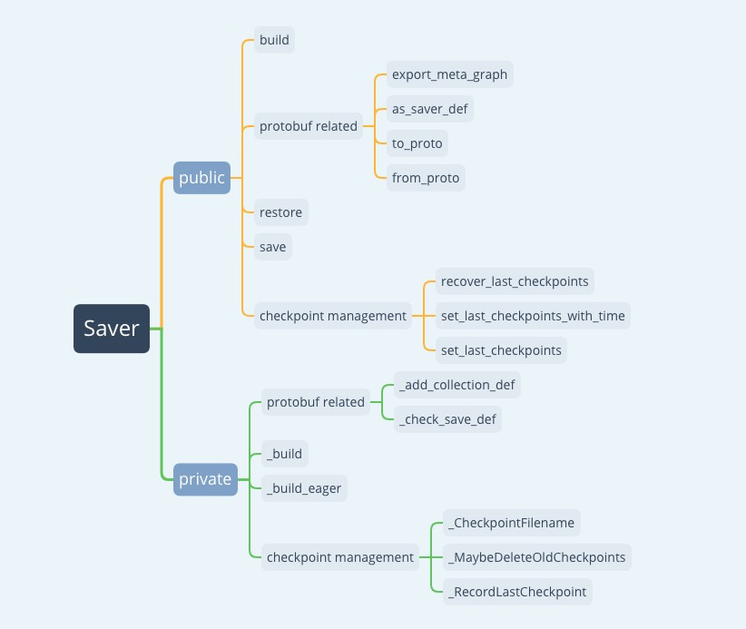 Saver
public
build
protobuf related
export_meta_graph
as_saver_def
to_proto
from_proto
restore
save
checkpoint management
recover_last_checkpoints
set_last_checkpoints_with_time
set_last_checkpoints
private
protobuf related
_add_collection_def
_check_save_def
_build
_build_eager
checkpoint management
_CheckpointFilename
_MaybeDeleteOldCheckpoints
_RecordLastCheckpoint